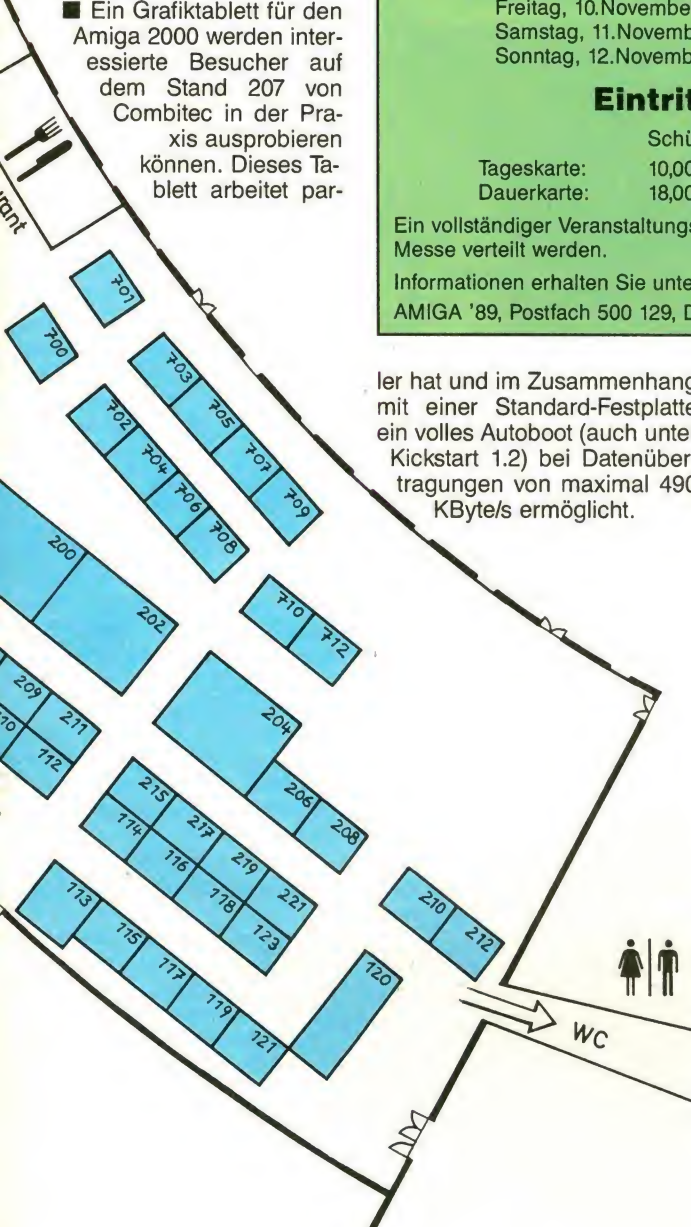 ■ Ein Grafiktablett für den
Amiga 2000 werden inter-
essierte Besucher auf
dem Stand 207 von
Combitec in der Pra-
xis ausprobieren
können. Dieses Ta-
blett arbeitet par-
Freitag, 10.Novembe
Samstag, 11.Novemb
Sonntag, 12.Novemb
Eintrit
Schü
Tageskarte: 10,00
Dauerkarte: 18,00
Ein vollständiger Veranstaltungs
Messe verteilt werden.
Informationen erhalten Sie unte
AMIGA '89, Postfach 500 129, D
ler hat und im Zusammenhang
mit einer Standard-Festplatte
ein volles Autoboot (auch unte
Kickstart 1.2) bei Datenüber
tragungen von maximal 490
KByte/s ermöglicht.
rant
701
700
703
705
707
709
702
704
706
708
710
712
200
202
204
206
208
209
211
10
112
215
217
219
221
114
116
118
123
113
115
117
119
121
120
210
212
WC